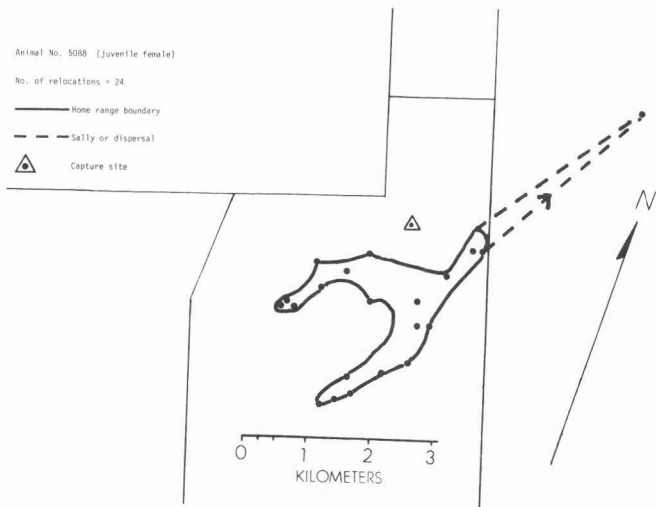 Animal No. 5088 (juvenile female)
No. of relocations = 24
Home range boundary
Sally or dispersal
Capture site
N
0 1 2 3
KILOMETERS